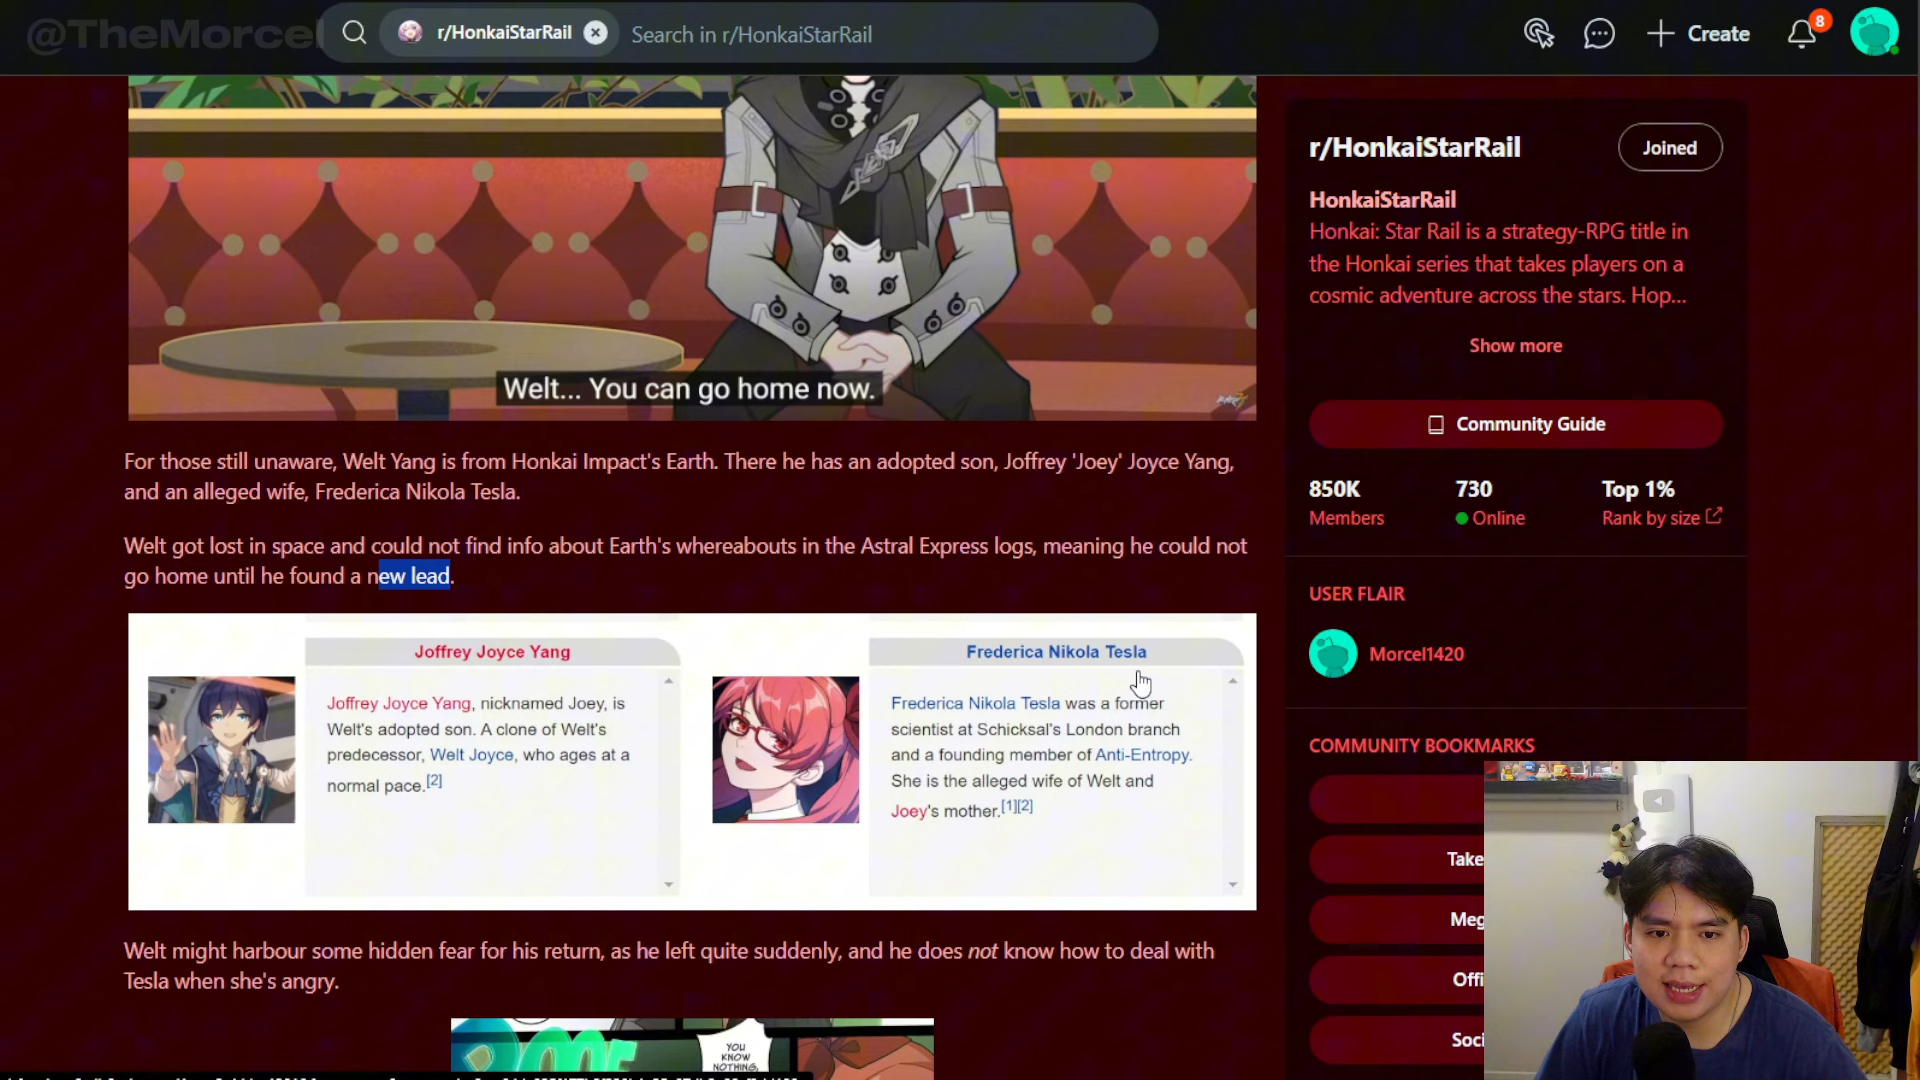 @TheMorcel
r/HonkaiStarRail
Search in r/HonkaiStarRail
Create
8
Welt... You can go home now.
For those still unaware, Welt Yang is from Honkai Impact's Earth. There he has an adopted son, Joffrey 'Joey' Joyce Yang,
and an alleged wife, Frederica Nikola Tesla.
Welt got lost in space and could not find info about Earth's whereabouts in the Astral Express logs, meaning he could not
go home until he found a new lead.
Joffrey Joyce Yang
Joffrey Joyce Yang, nicknamed Joey, is
Welt's adopted son. A clone of Welt's
predecessor, Welt Joyce, who ages at a
normal pace.[2]
Frederica Nikola Tesla
Frederica Nikola Tesla was a former
scientist at Schicksal's London branch
and a founding member of Anti-Entropy.
She is the alleged wife of Welt and
Joey's mother.[1][2]
Welt might harbour some hidden fear for his return, as he left quite suddenly, and he does not know how to deal with
Tesla when she's angry.
YOU
KNOW
NOTHING,
r/HonkaiStarRail
Joined
HonkaiStarRail
Honkai: Star Rail is a strategy-RPG title in
the Honkai series that takes players on a
cosmic adventure across the stars. Hop...
Show more
Community Guide
850K
Members
730
Online
Top 1%
Rank by size
USER FLAIR
Morcel1420
COMMUNITY BOOKMARKS
Take
Meg
Offi
Soci